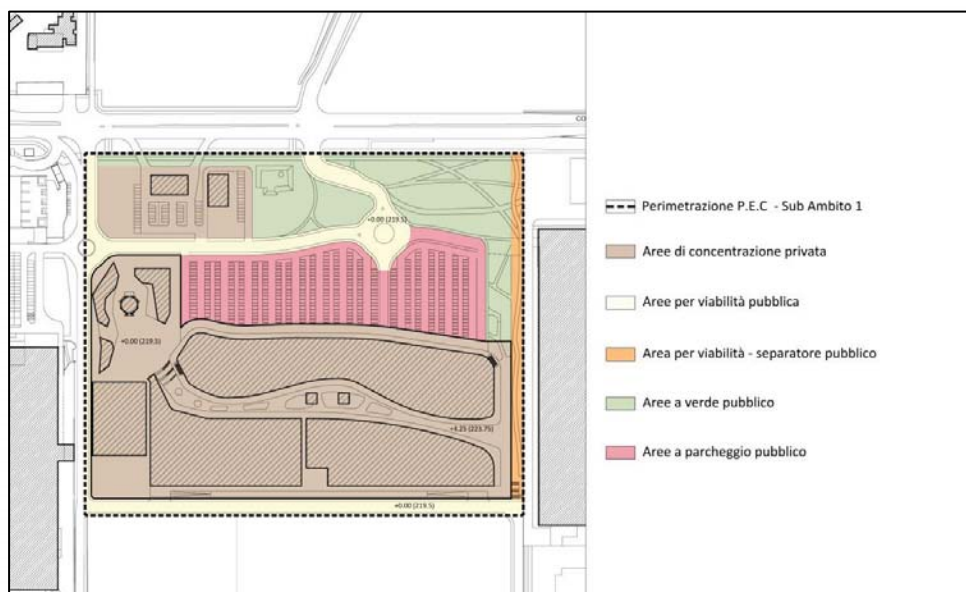 CO
+0.00 (219.5)
+0.00 (219.5)
+4.25 (223.75)
+0.00 (219.5)
Perimetrazione P.E.C - Sub Ambito 1
Aree di concentrazione privata
Aree per viabilità pubblica
Area per viabilità - separatore pubblico
Aree a verde pubblico
Aree a parcheggio pubblico